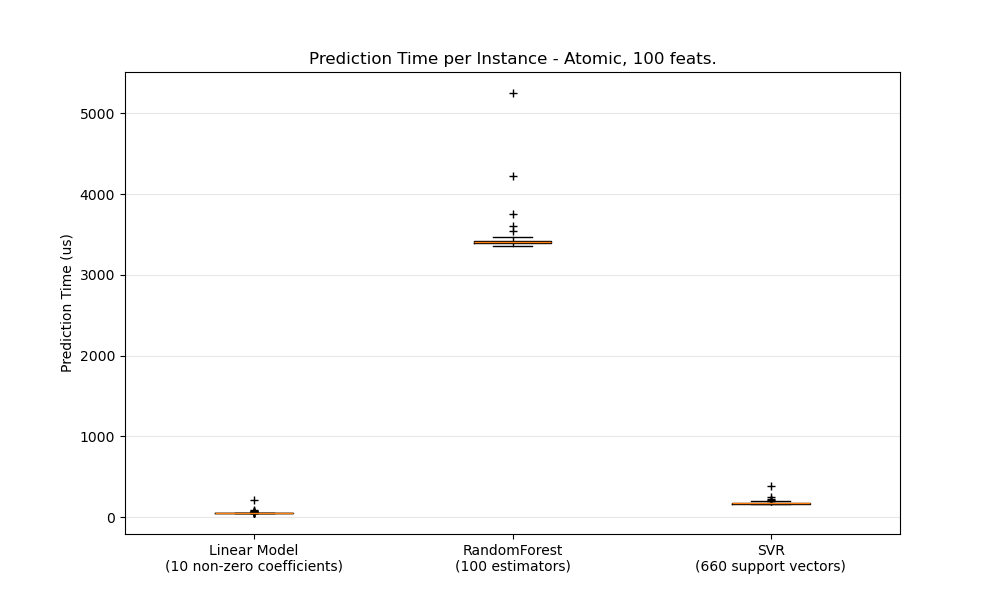 Prediction Time per Instance - Atomic, 100 feats.
Prediction Time (us)
5000
4000
3000
2000
1000
0
Linear Model
(10 non-zero coefficients)
RandomForest
(100 estimators)
SVR
(660 support vectors)